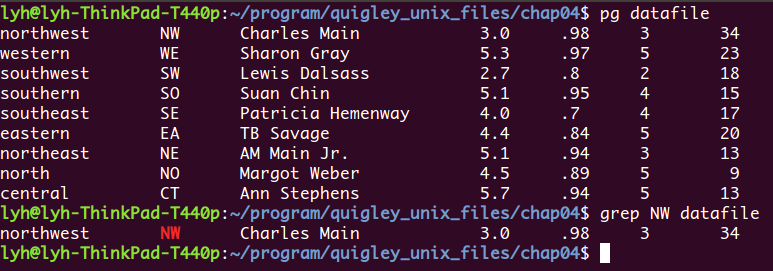 lyh@lyh-ThinkPad-T440p:~/program/quigley_unix_files/chap04$ pg datafile
northwest NW Charles Main 3.0 .98 3 34
western WE Sharon Gray 5.3 .97 5 23
southwest SW Lewis Dalsass 2.7 .8 2 18
southern SO Suan Chin 5.1 .95 4 15
southeast SE Patricia Hemenway 4.0 .7 4 17
eastern EA TB Savage 4.4 .84 5 20
northeast NE AM Main Jr. 5.1 .94 3 13
north NO Margot Weber 4.5 .89 5 9
central CT Ann Stephens 5.7 .94 5 13
lyh@lyh-ThinkPad-T440p:~/program/quigley_unix_files/chap04$ grep NW datafile
northwest NW Charles Main 3.0 .98 3 34
lyh@lyh-ThinkPad-T440p:~/program/quigley_unix_files/chap04$